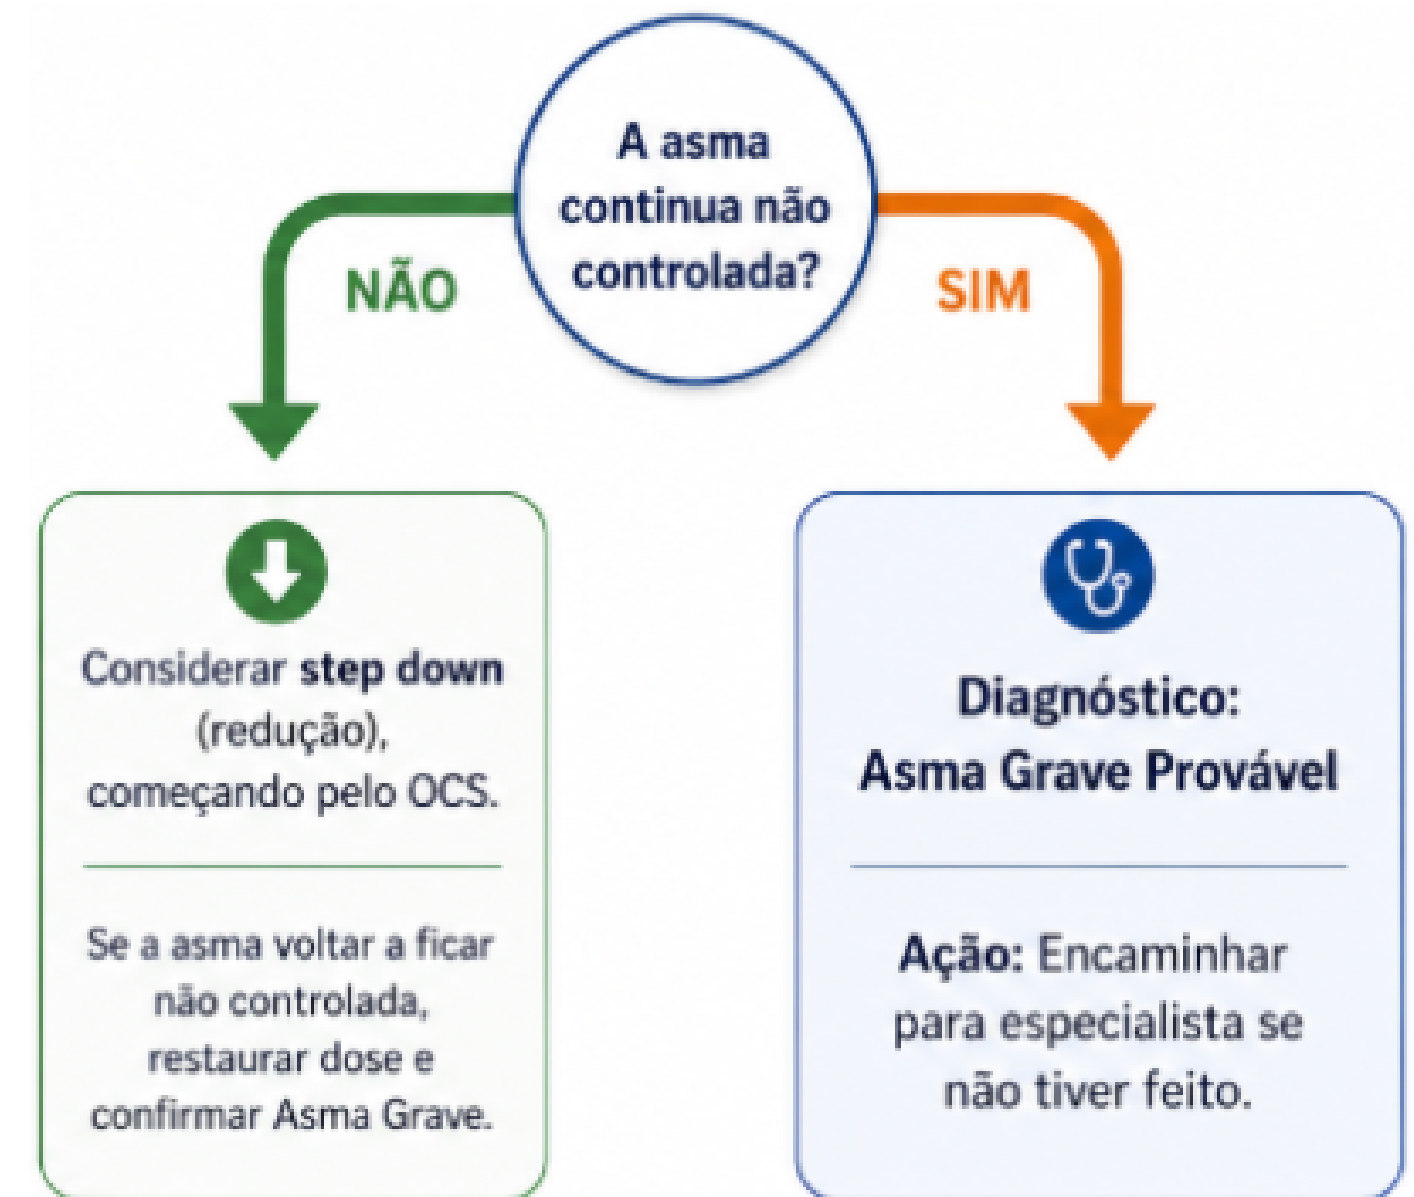 A asma
continua não
controlada?
NÃO
SIM
Considerar step down
(redução),
começando pelo OCS.
Se a asma voltar a ficar
não controlada,
restaurar dose e
confirmar Asma Grave.
Diagnóstico:
Asma Grave Provável
Ação: Encaminhar
para especialista se
não tiver feito.